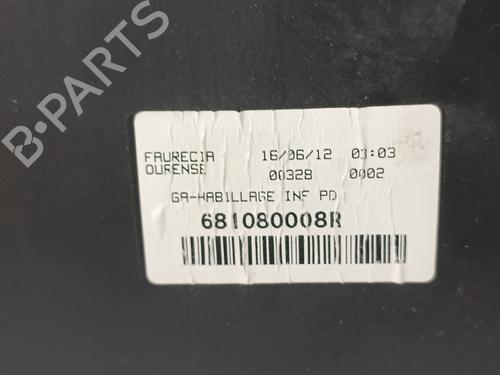 B-PARTS
FAURECIA 16/06/12 03:03
OURENSE 00328 0002
GA-HABILLAGE INF PD
681080008R